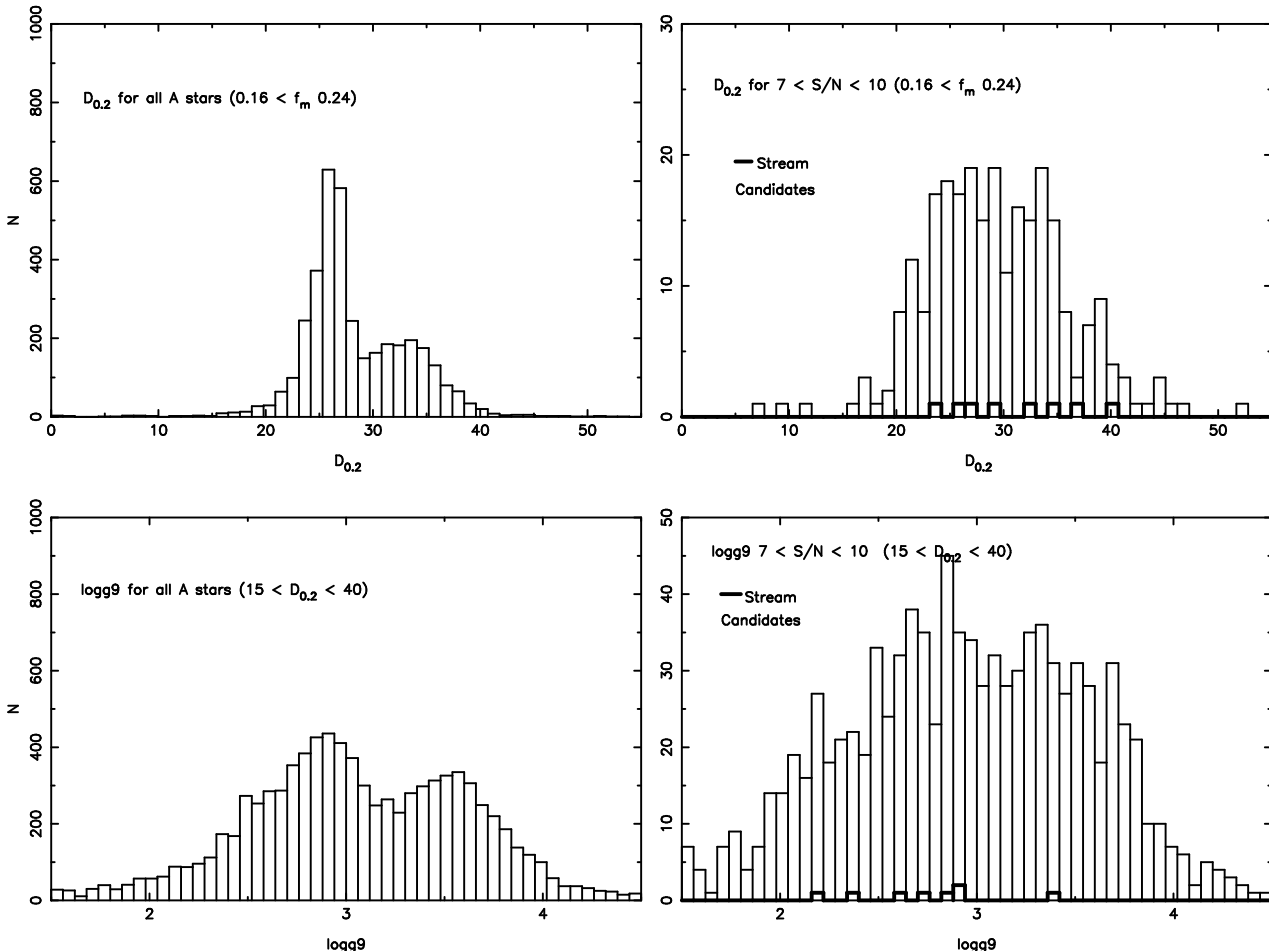 1000
800
600
400
200
0
N
D0.2 for all A stars (0.16 < fm 0.24)
0 10 20 30 40 50
D0.2
30
20
10
0
D0.2 for 7 < S/N < 10 (0.16 < fm 0.24)
Stream
Candidates
0 10 20 30 40 50
D0.2
1000
800
600
400
200
0
N
logg9 for all A stars (15 < D0.2 < 40)
2 3 4
logg9
50
40
30
20
10
0
logg9 7 < S/N < 10 (15 < D0.2 < 40)
Stream
Candidates
2 3 4
logg9